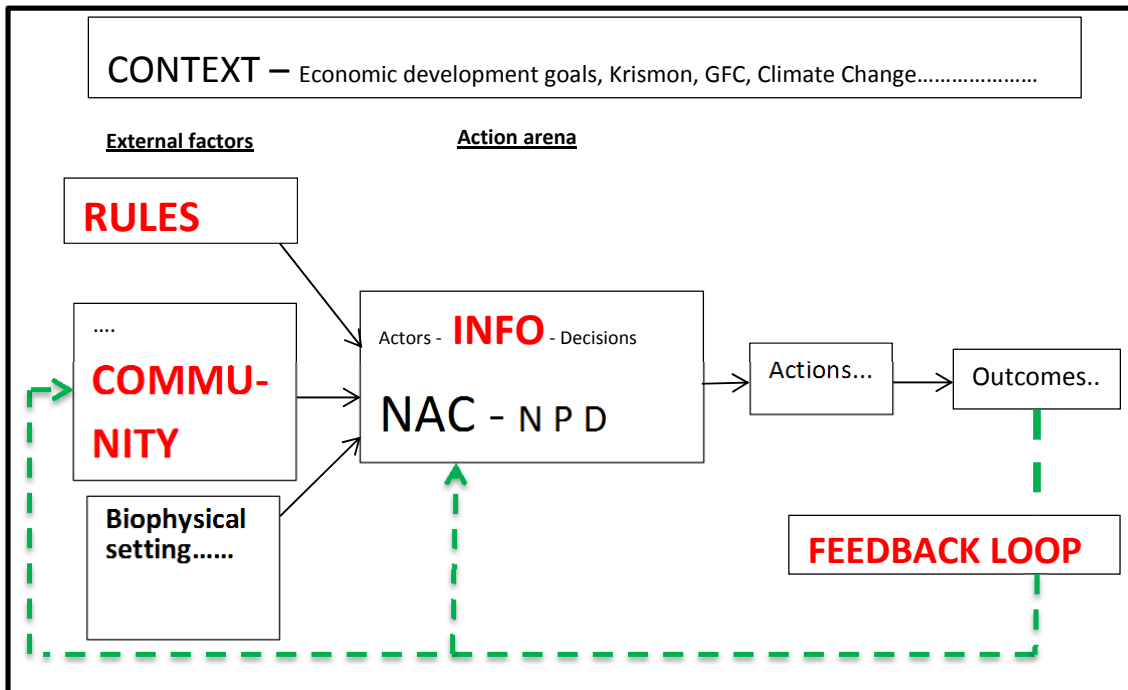 CONTEXT – Economic development goals, Krismon, GFC, Climate Change......................
External factors
Action arena
RULES
....
COMMU-
NITY
Biophysical
setting......
Actors - INFO - Decisions
NAC - N P D
Actions...
Outcomes..
FEEDBACK LOOP